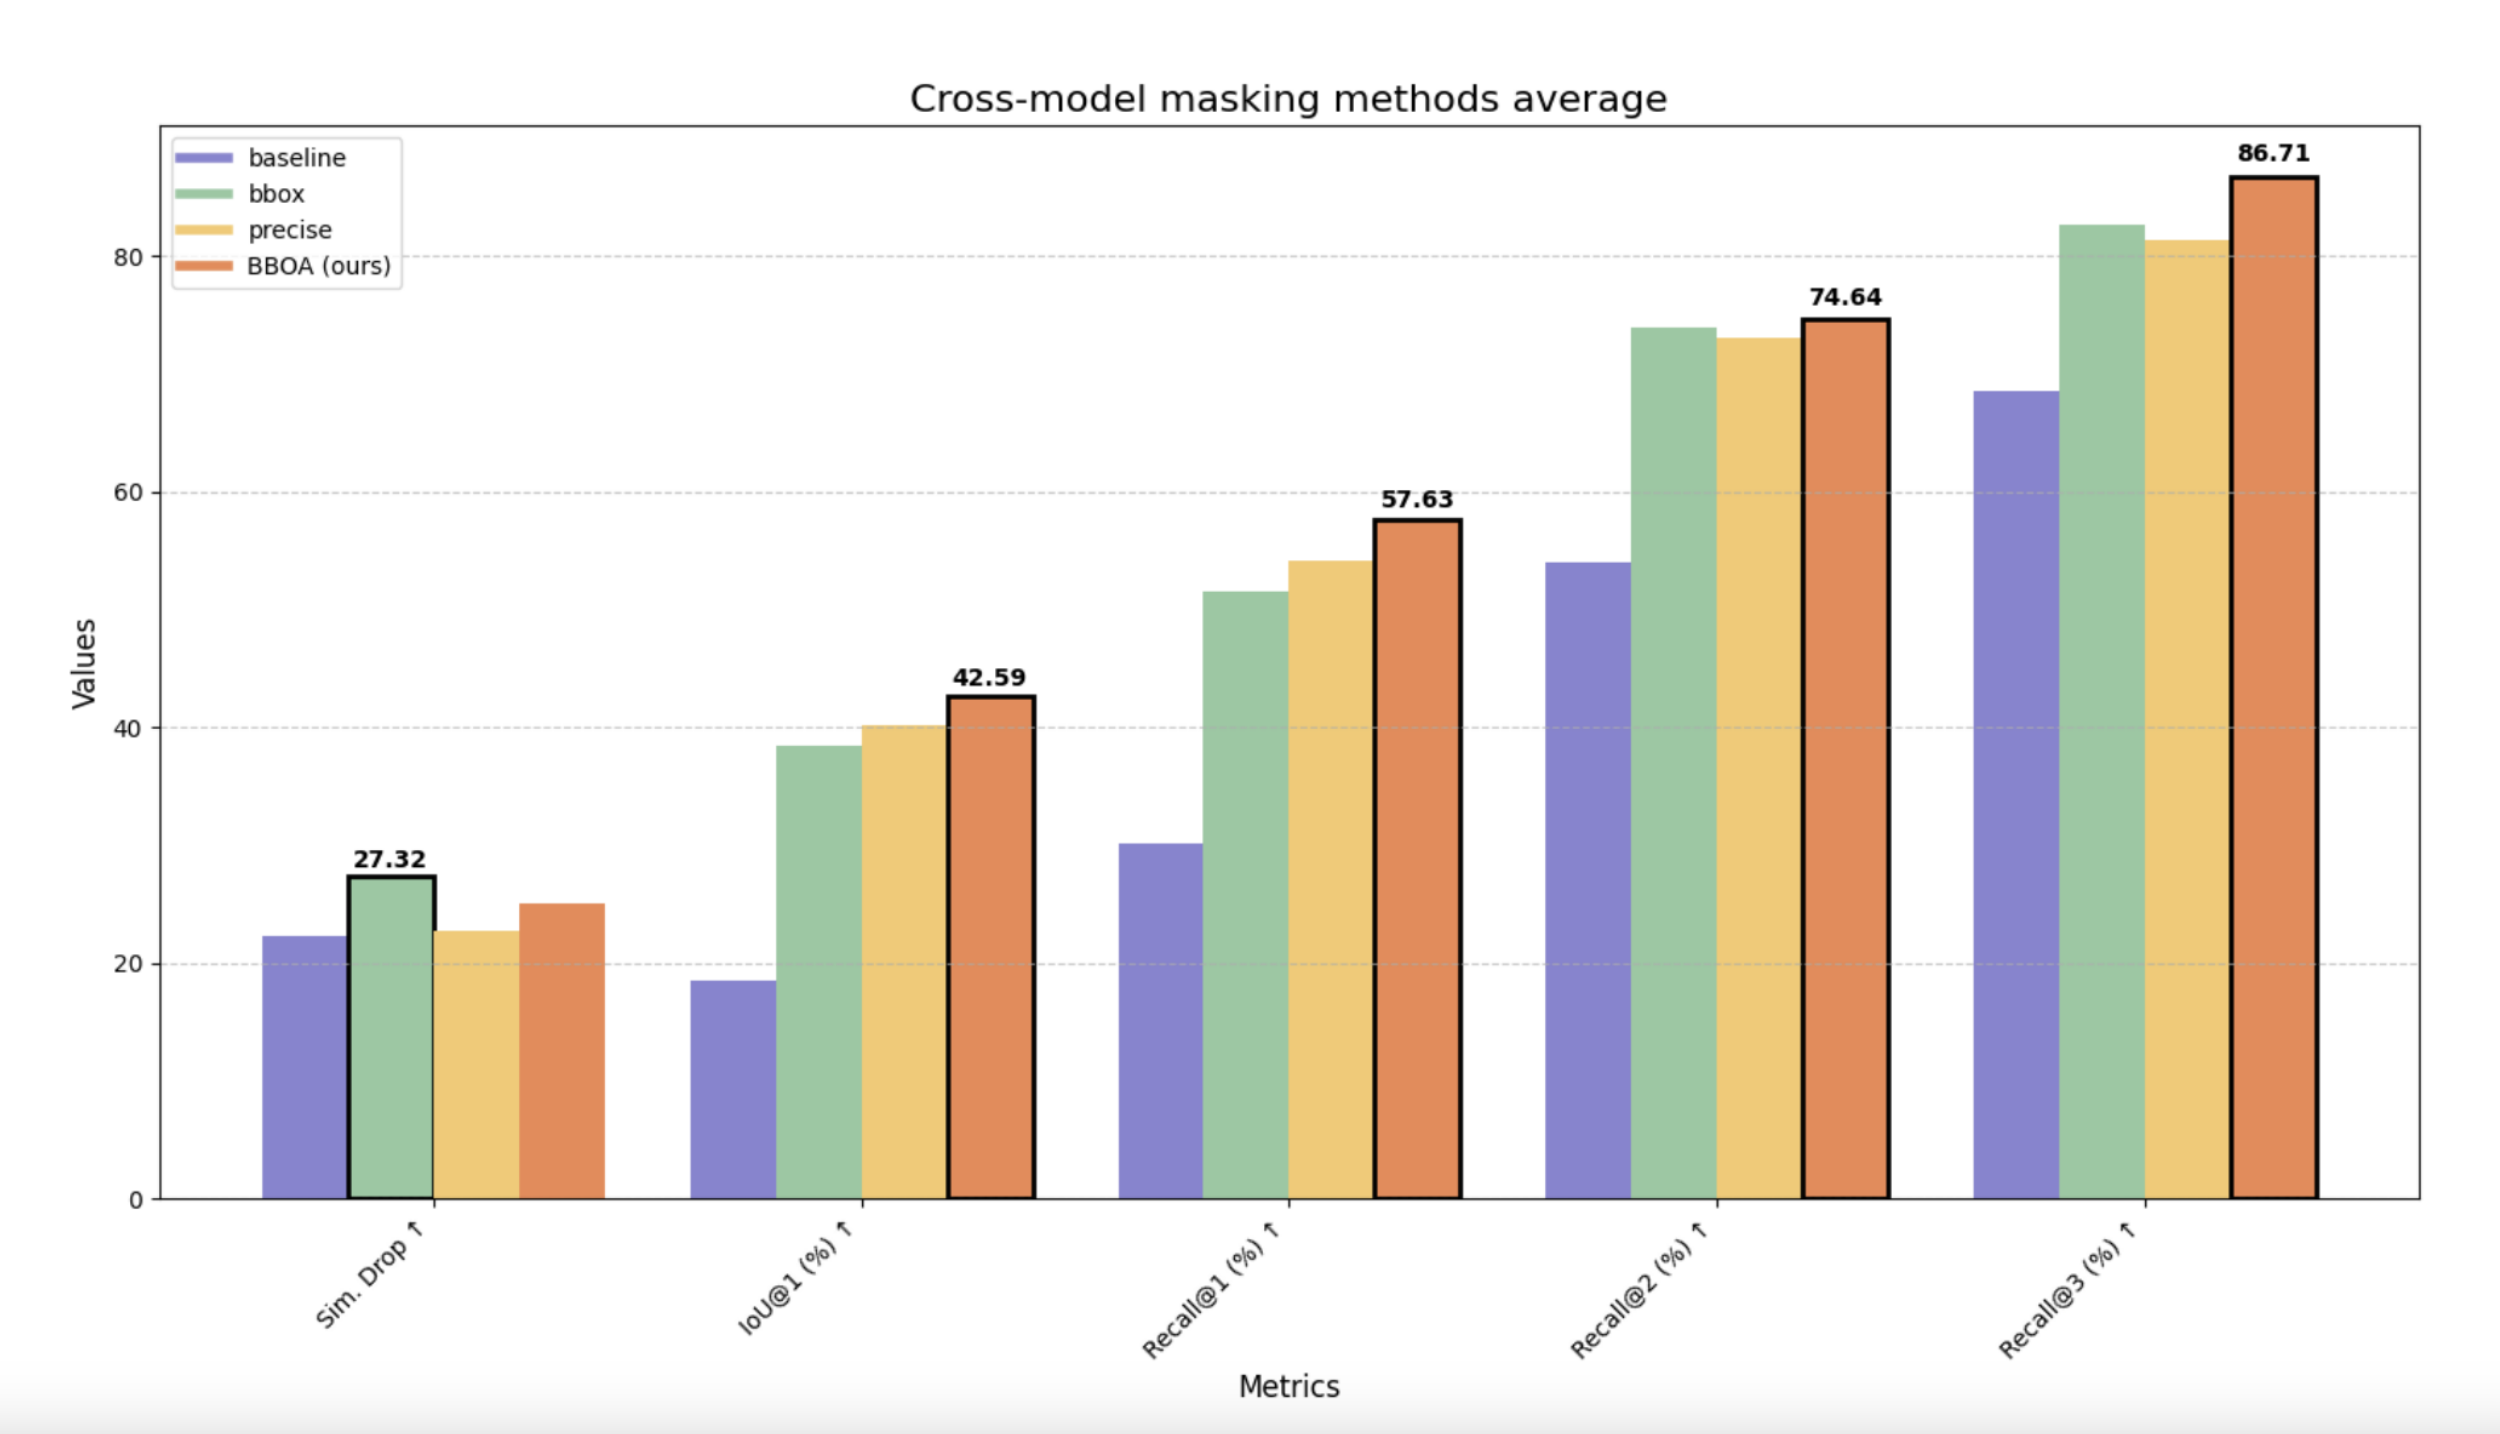 Cross-model masking methods average
baseline
bbox
precise
BBOA (ours)
Values
80
60
40
20
0
27.32
42.59
57.63
74.64
86.71
Sim. Drop ↑
IoU@1 (%) ↑
Recall@1 (%) ↑
Recall@2 (%) ↑
Recall@3 (%) ↑
Metrics